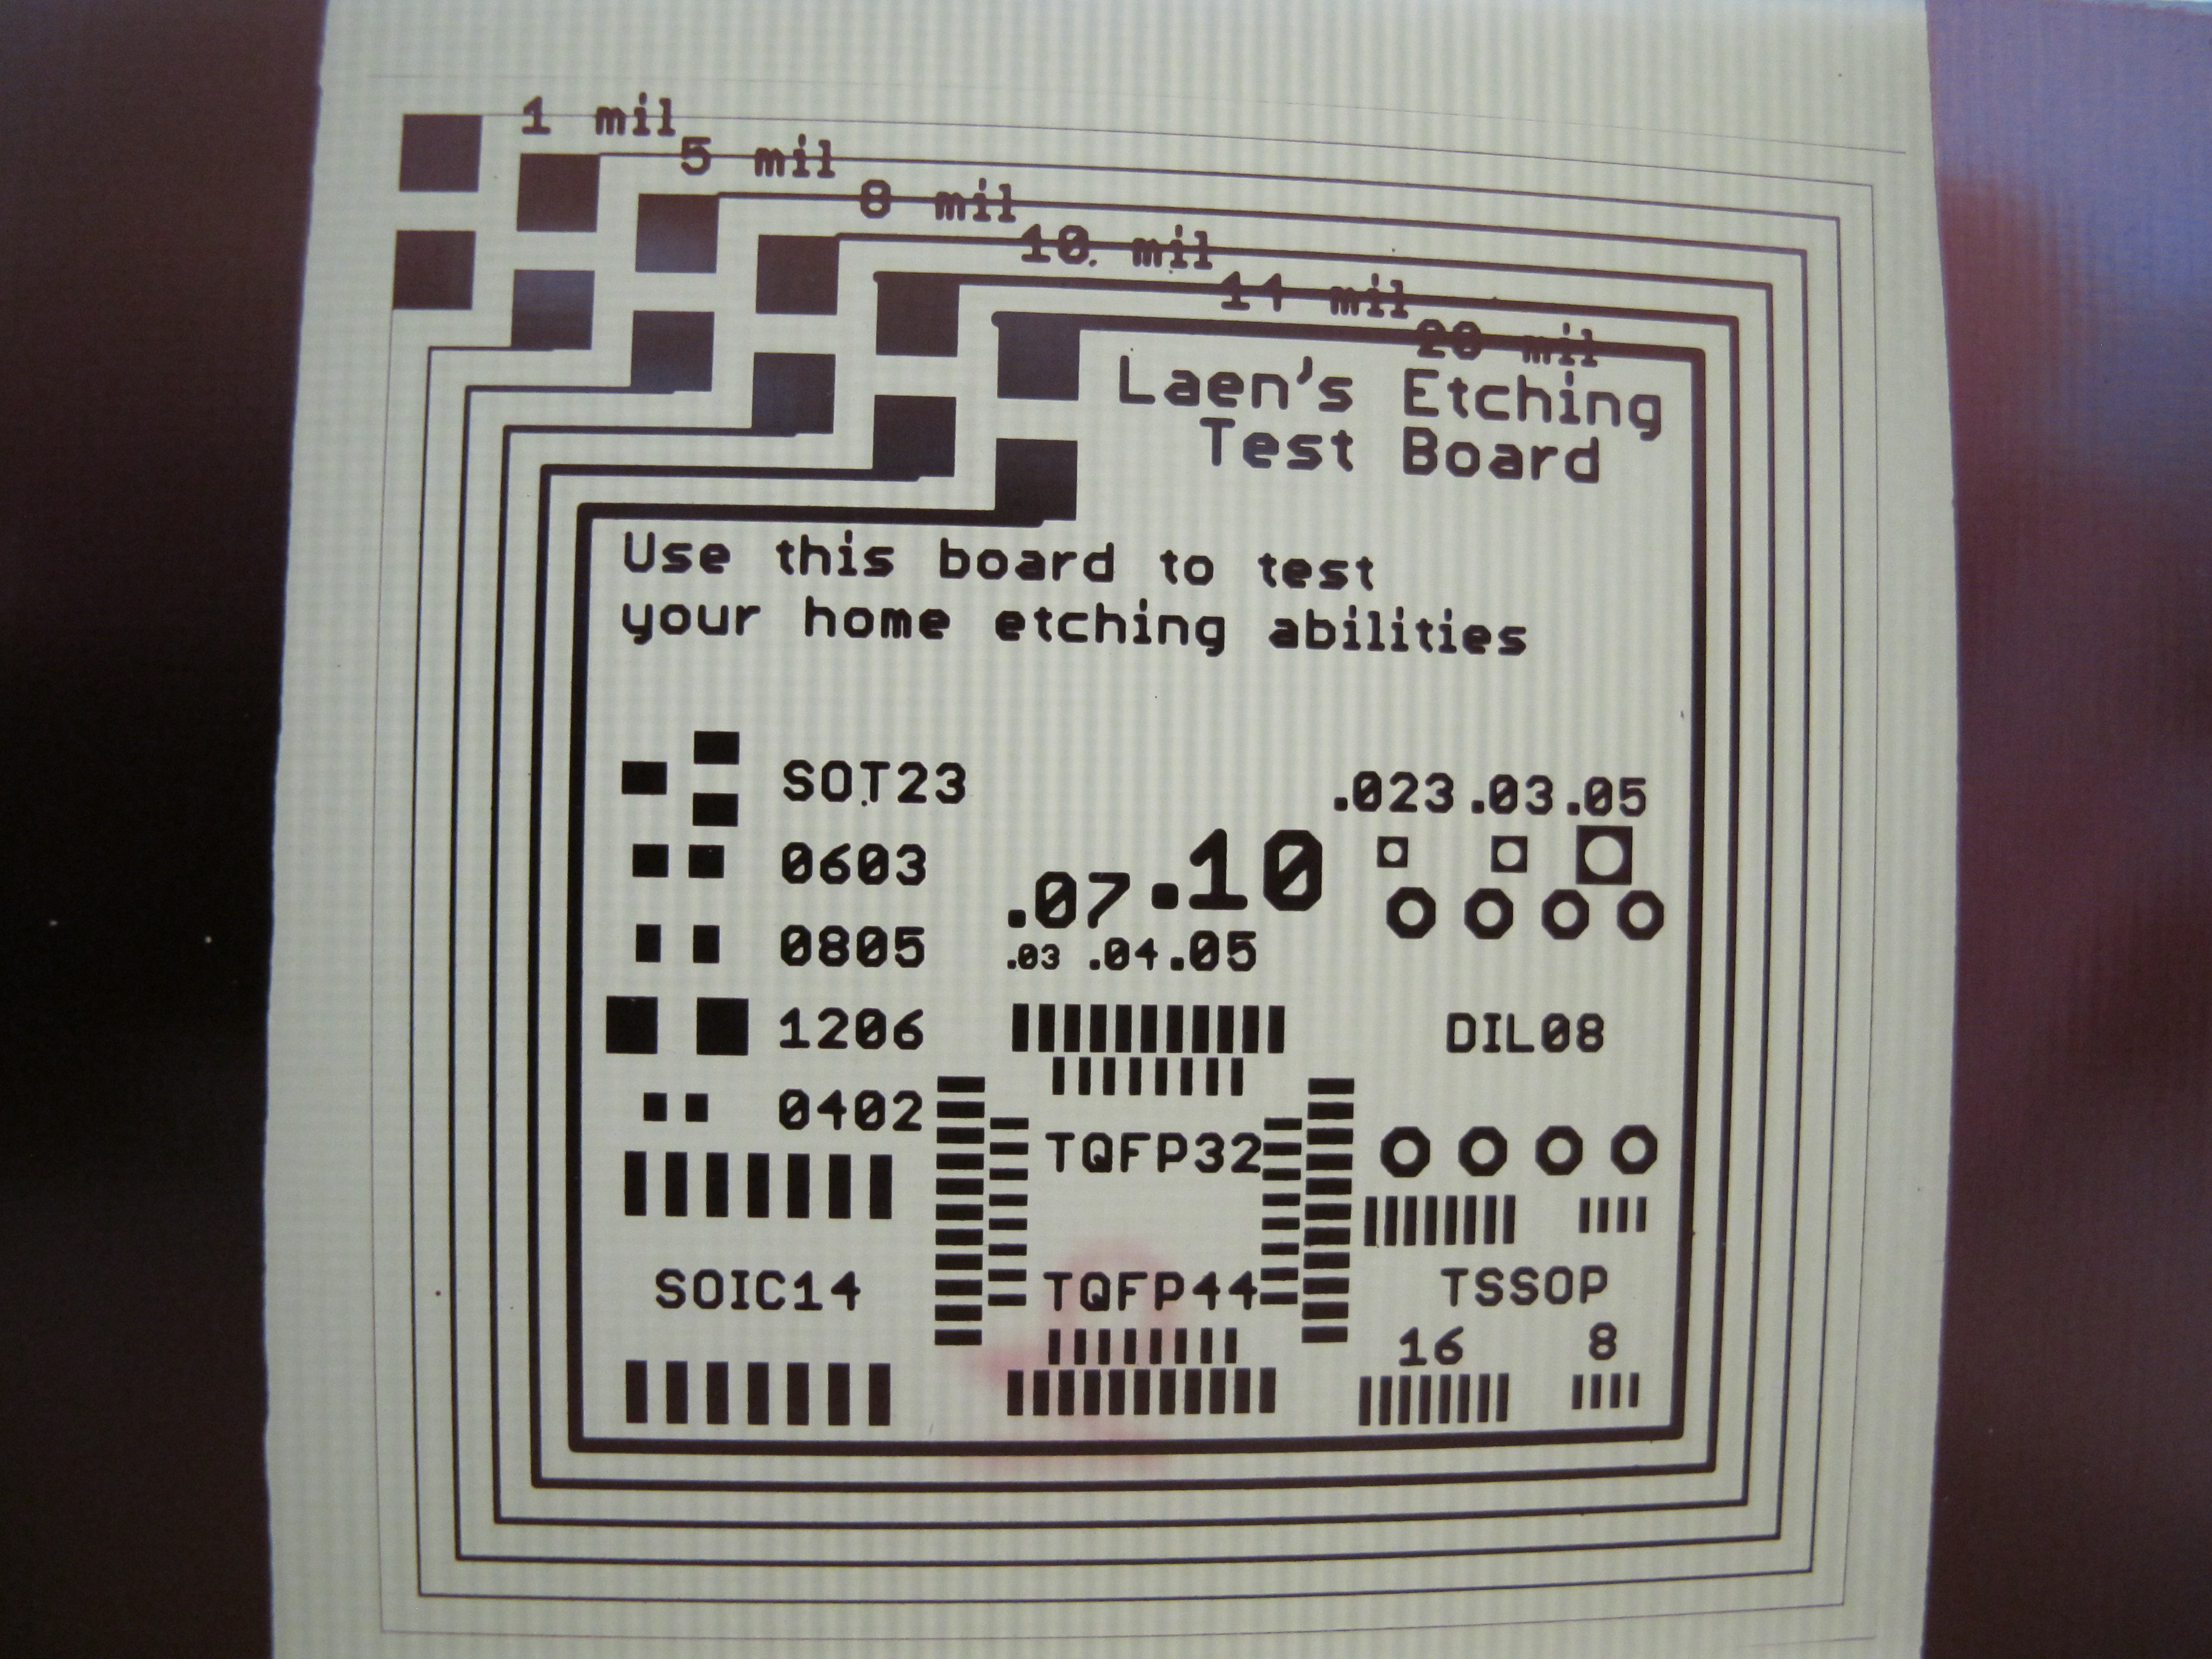 1 mil
5 mil
8 mil
10 mil
14 mil
20 mil
Laen's Etching
Test Board
Use this board to test
your home etching abilities
SOT23
.023 .03 .05
0603
.07 .10
0805
.03 .04 .05
1206
DIL08
0402
TQFP32
SOIC14
TQFP44
TSSOP
16 8